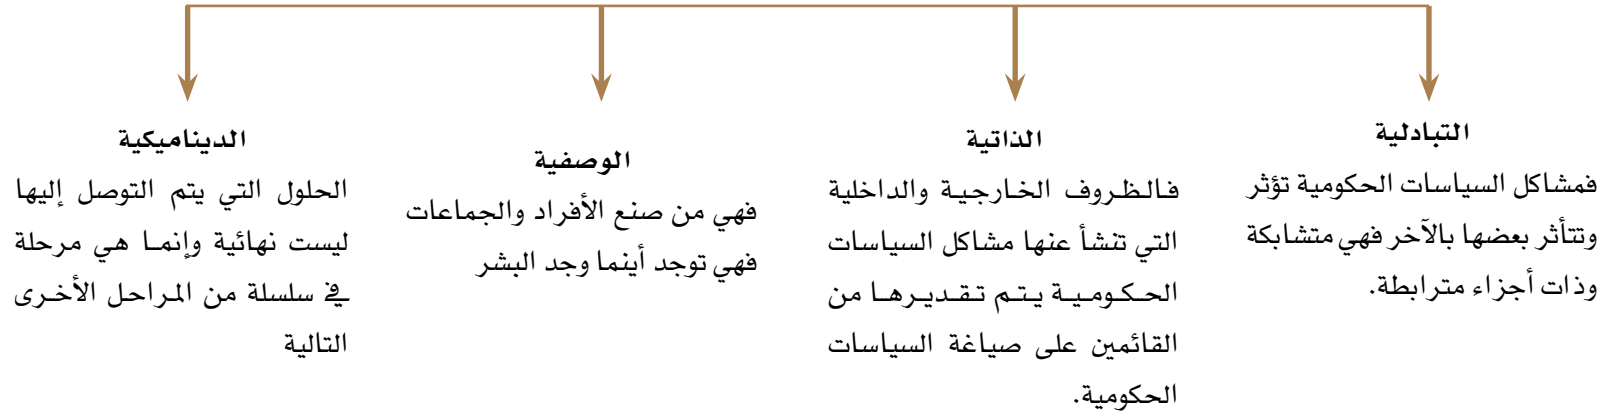 التبادلية
فمشاكل السياسات الحكومية تؤثر
وتتأثر بعضها بالآخر فهي متشابكة
وذات أجزاء مترابطة.
الذاتية
فالظروف الخارجية والداخلية
التي تنشأ عنها مشاكل السياسات
الحكومية يتم تقديرها من
القائمين على صياغة السياسات
الحكومية.
الوصفية
فهي من صنع الأفراد والجماعات
فهي توجد أينما وجد البشر
الديناميكية
الحلول التي يتم التوصل إليها
ليست نهائية وإنما هي مرحلة
في سلسلة من المراحل الأخرى
التالية